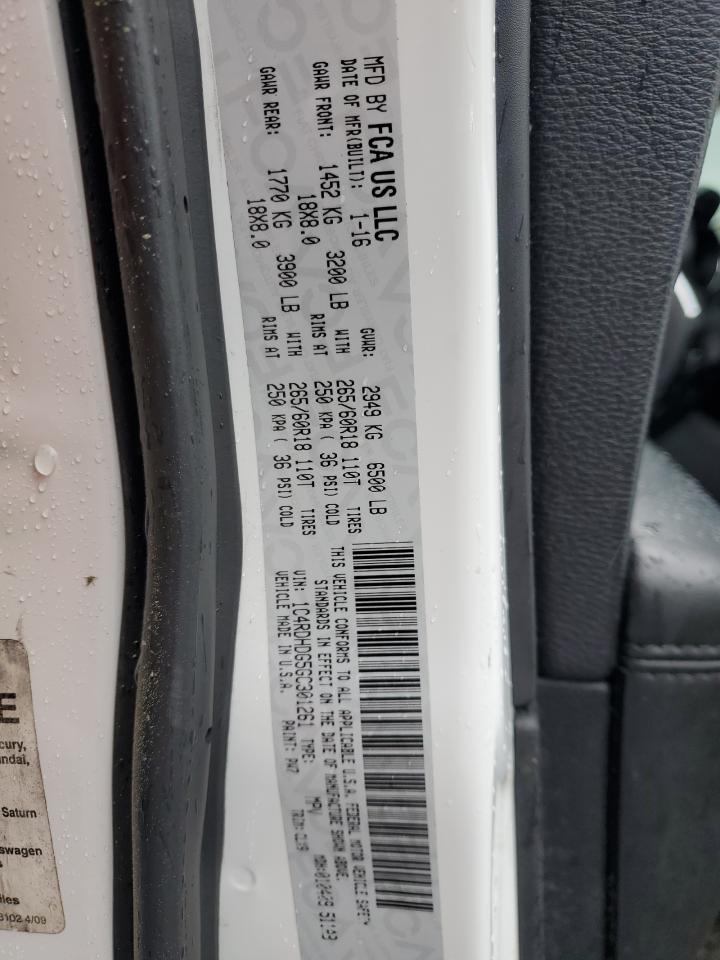 MFD BY FCA US LLC
DATE OF MFR(BUILT): 1-16 GVWR: 2949 KG 6500 LB
GAWR FRONT: 1452 KG 3200 LB WITH 265/60R18 110T TIRES
18X8.0 RIMS AT 250 KPA ( 36 PSI) COLD
GAWR REAR: 1770 KG 3900 LB WITH 265/60R18 110T TIRES
18X8.0 RIMS AT 250 KPA ( 36 PSI) COLD
THIS VEHICLE CONFORMS TO ALL APPLICABLE U.S.A. FEDERAL MOTOR VEHICLE SAFETY
STANDARDS IN EFFECT ON THE DATE OF MANUFACTURE SHOWN ABOVE.
VIN: 1C4RDHDG5GC301261 TYPE: MPV
VEHICLE MADE IN U.S.A. PAINT: PW7
E
cury,
ndai,
Saturn
swagen
s
iles
3102 4/09